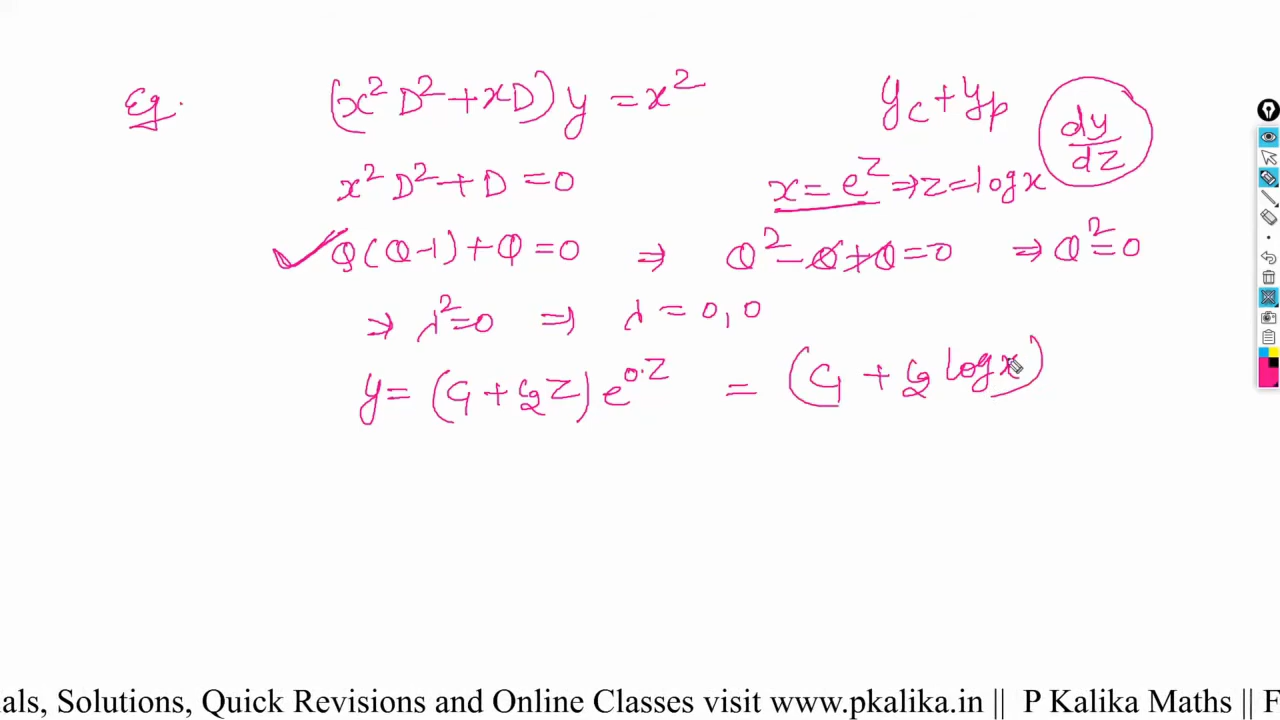 Eg. (x² D² + xD) y = x² y_c + y_p dy/dz
x² D² + D = 0 x = e^z ⇒ z = log x
✓ θ(θ-1) + θ = 0 ⇒ θ² - θ + θ = 0 ⇒ θ² = 0
⇒ λ² = 0 ⇒ λ = 0, 0
y = (C₁ + C₂ z) e^{0·z} = (C₁ + C₂ log x)
als, Solutions, Quick Revisions and Online Classes visit www.pkalika.in || P Kalika Maths || F